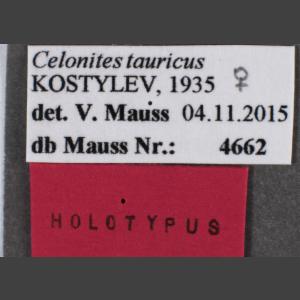 Celonites tauricus
KOSTYLEV, 1935 ♀
det. V. Mauss 04.11.2015
db Mauss Nr.: 4662
HOLOTYPUS